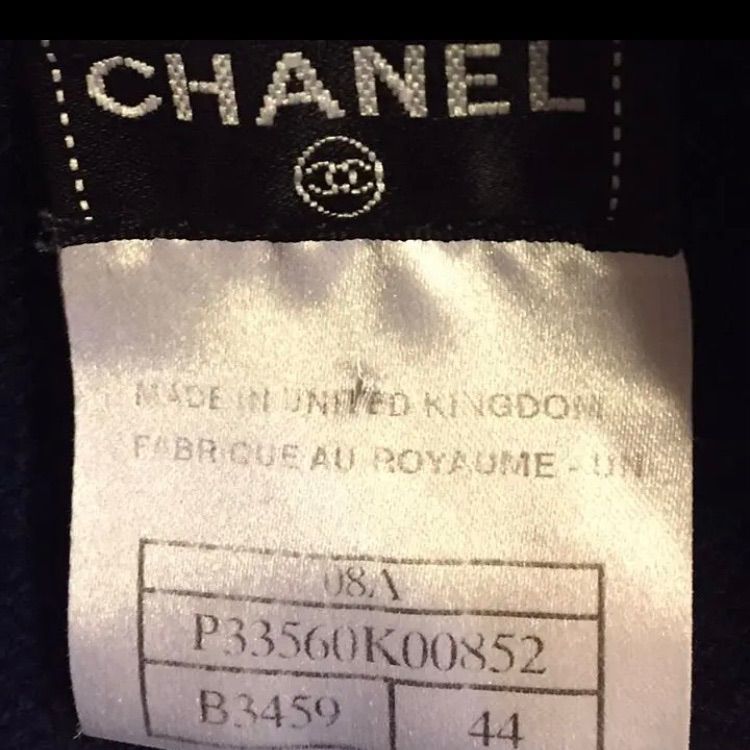 CHANEL
MADE IN UNITED KINGDOM
FABRIQUE AU ROYAUME - UNI
08A
P33560K00852
B3459 44